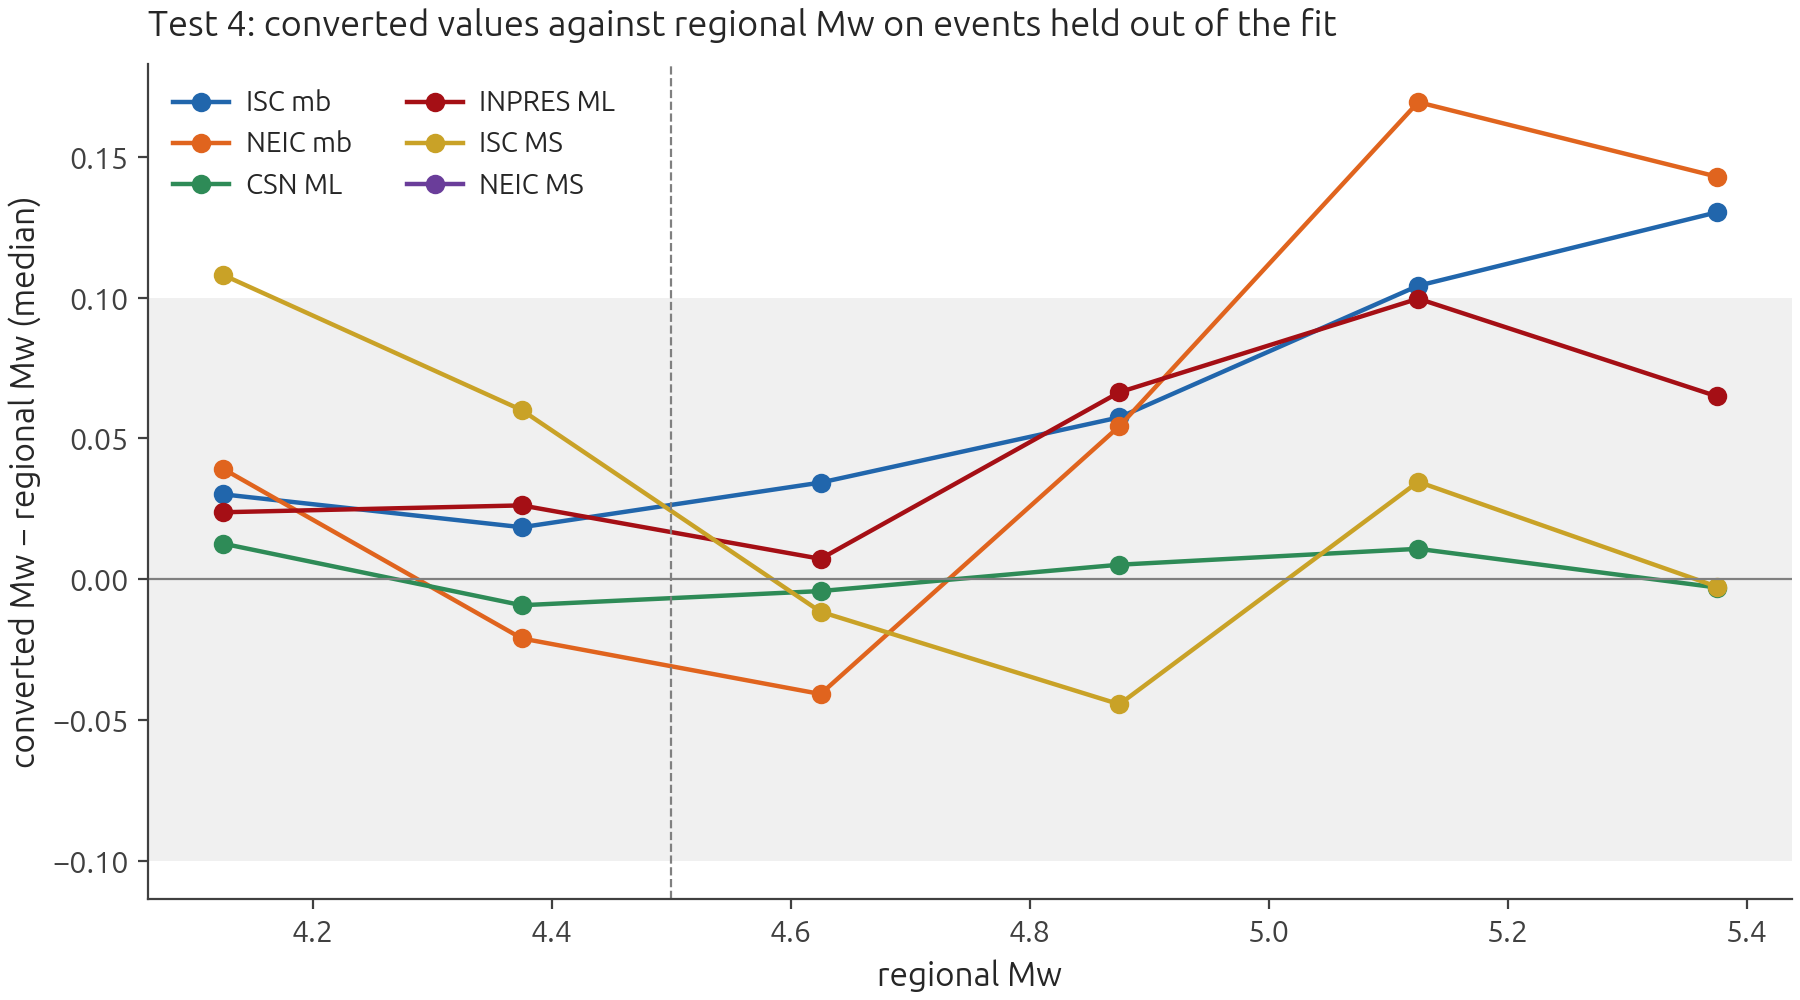 Test 4: converted values against regional Mw on events held out of the fit
ISC mb
NEIC mb
CSN ML
INPRES ML
ISC MS
NEIC MS
converted Mw – regional Mw (median)
0.15
0.10
0.05
0.00
−0.05
−0.10
4.2
4.4
4.6
4.8
5.0
5.2
5.4
regional Mw